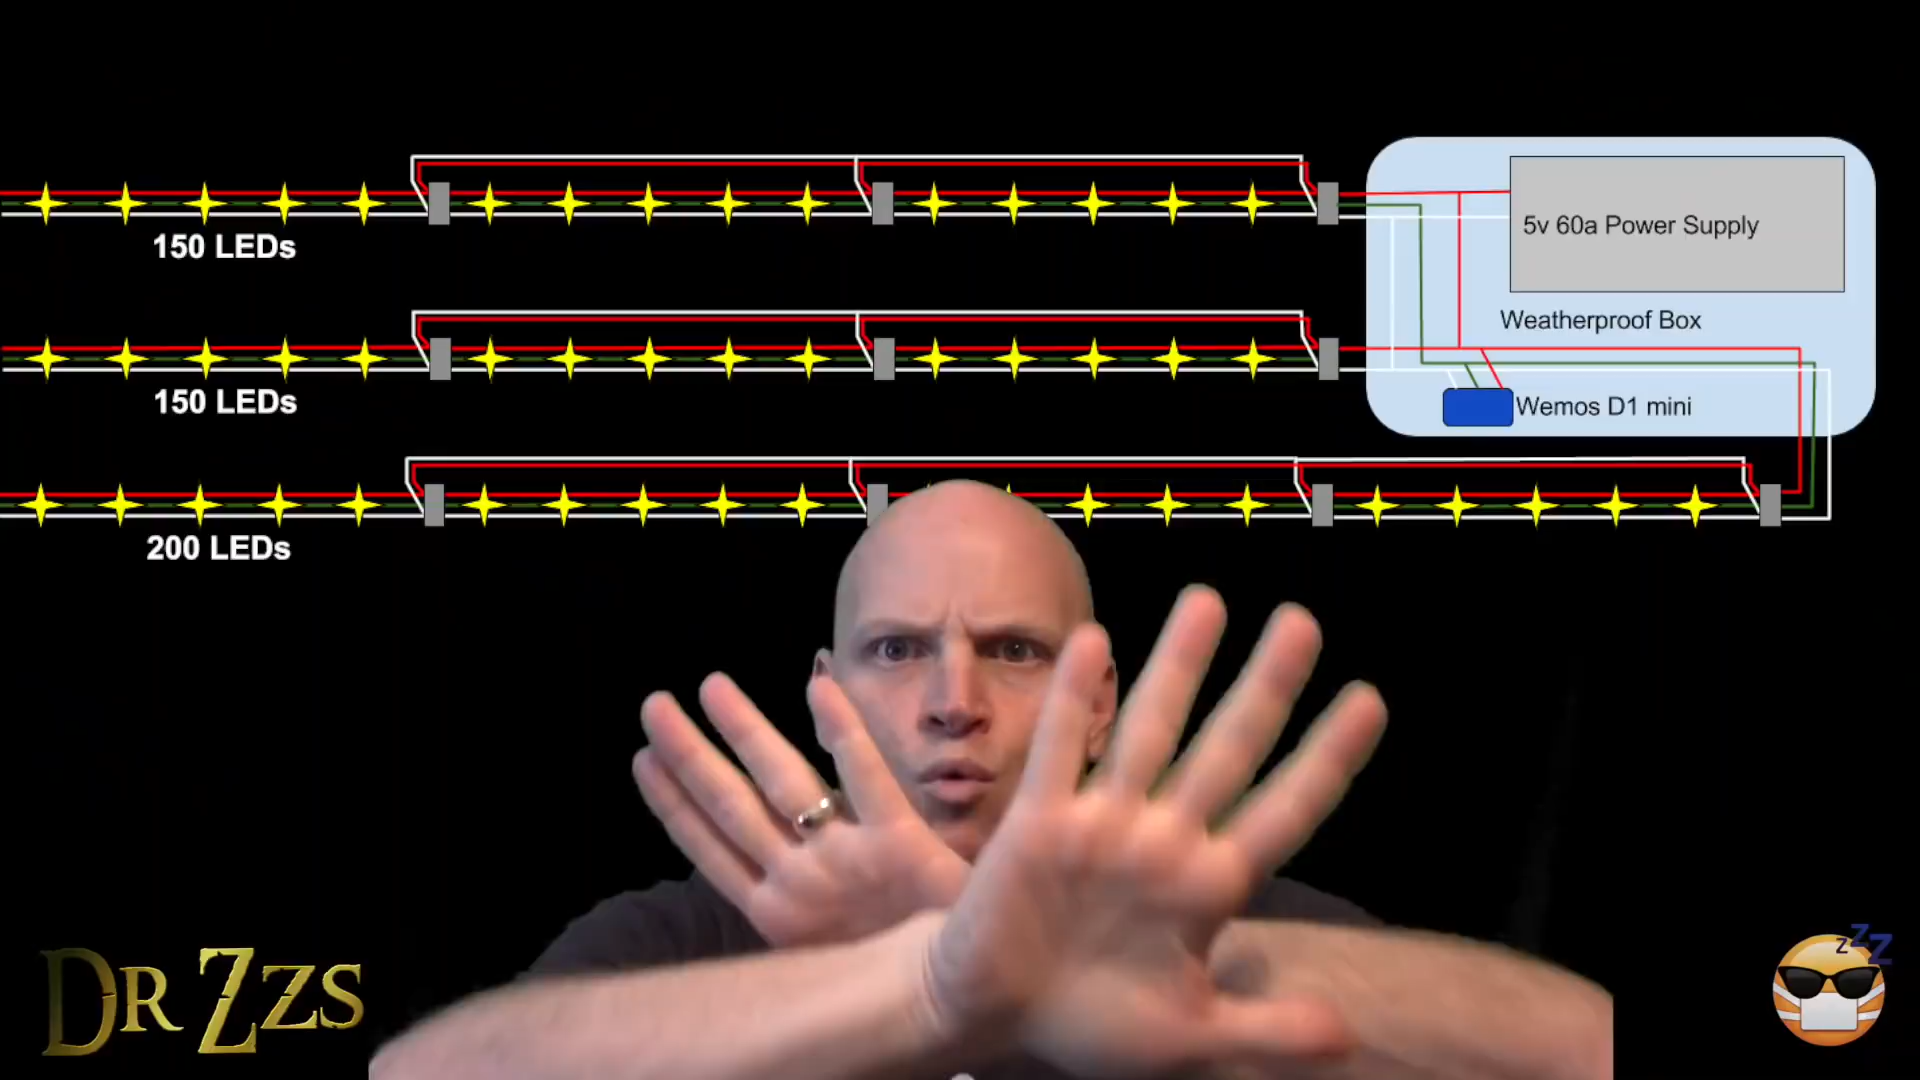 150 LEDs
5v 60a Power Supply
Weatherproof Box
150 LEDs
Wemos D1 mini
200 LEDs
DR ZZS
z z Z